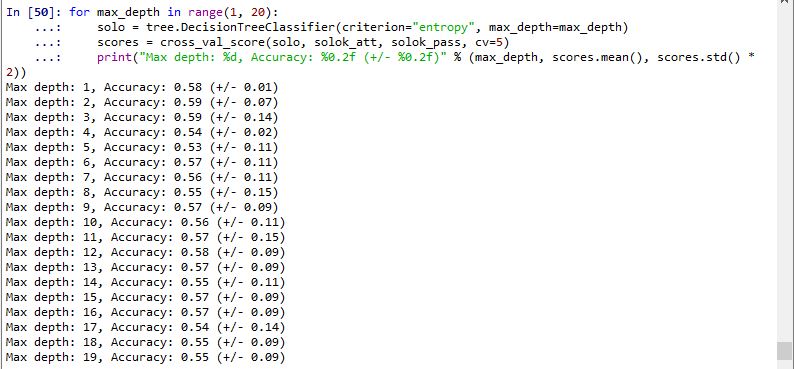 In [50]: for max_depth in range(1, 20):
    ...:     solo = tree.DecisionTreeClassifier(criterion="entropy", max_depth=max_depth)
    ...:     scores = cross_val_score(solo, solok_att, solok_pass, cv=5)
    ...:     print("Max depth: %d, Accuracy: %0.2f (+/- %0.2f)" % (max_depth, scores.mean(), scores.std() *
2))
Max depth: 1, Accuracy: 0.58 (+/- 0.01)
Max depth: 2, Accuracy: 0.59 (+/- 0.07)
Max depth: 3, Accuracy: 0.59 (+/- 0.14)
Max depth: 4, Accuracy: 0.54 (+/- 0.02)
Max depth: 5, Accuracy: 0.53 (+/- 0.11)
Max depth: 6, Accuracy: 0.57 (+/- 0.11)
Max depth: 7, Accuracy: 0.56 (+/- 0.11)
Max depth: 8, Accuracy: 0.55 (+/- 0.15)
Max depth: 9, Accuracy: 0.57 (+/- 0.09)
Max depth: 10, Accuracy: 0.56 (+/- 0.11)
Max depth: 11, Accuracy: 0.57 (+/- 0.15)
Max depth: 12, Accuracy: 0.58 (+/- 0.09)
Max depth: 13, Accuracy: 0.57 (+/- 0.09)
Max depth: 14, Accuracy: 0.55 (+/- 0.11)
Max depth: 15, Accuracy: 0.57 (+/- 0.09)
Max depth: 16, Accuracy: 0.57 (+/- 0.09)
Max depth: 17, Accuracy: 0.54 (+/- 0.14)
Max depth: 18, Accuracy: 0.55 (+/- 0.09)
Max depth: 19, Accuracy: 0.55 (+/- 0.09)